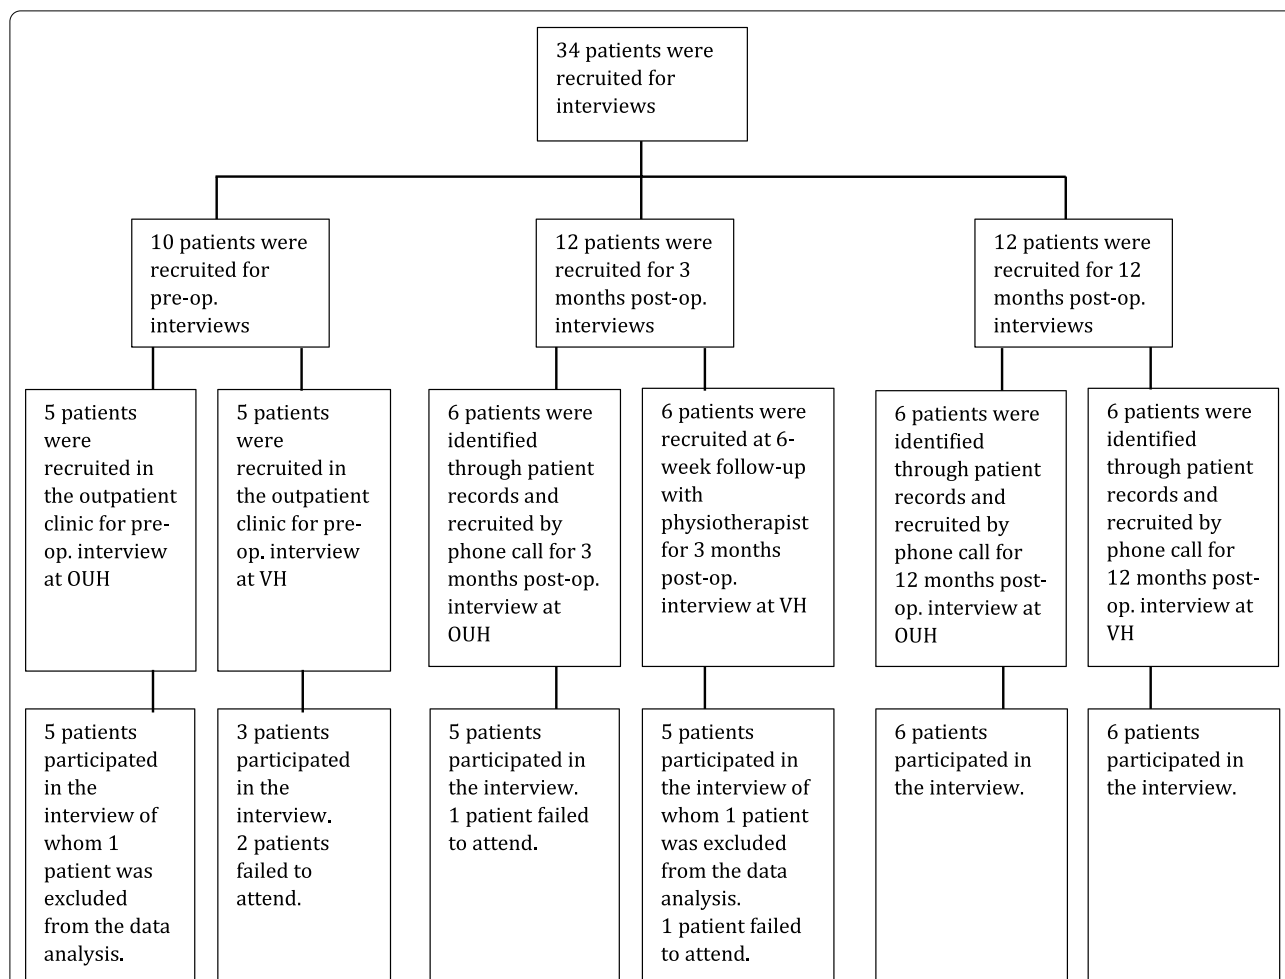 34 patients were
recruited for
interviews
10 patients were
recruited for
pre-op.
interviews
12 patients were
recruited for 3
months post-op.
interviews
12 patients were
recruited for 12
months post-op.
interviews
5 patients
were
recruited in
the outpatient
clinic for pre-
op. interview
at OUH
5 patients
were
recruited in
the outpatient
clinic for pre-
op. interview
at VH
6 patients were
identified
through patient
records and
recruited by
phone call for 3
months post-op.
interview at
OUH
6 patients were
recruited at 6-
week follow-up
with
physiotherapist
for 3 months
post-op.
interview at VH
6 patients were
identified
through patient
records and
recruited by
phone call for
12 months post-
op. interview at
OUH
6 patients were
identified
through patient
records and
recruited by
phone call for
12 months post-
op. interview at
VH
5 patients
participated
in the
interview of
whom 1
patient was
excluded
from the data
analysis.
3 patients
participated
in the
interview.
2 patients
failed to
attend.
5 patients
participated in
the interview.
1 patient failed
to attend.
5 patients
participated in
the interview of
whom 1 patient
was excluded
from the data
analysis.
1 patient failed
to attend.
6 patients
participated in
the interview.
6 patients
participated in
the interview.